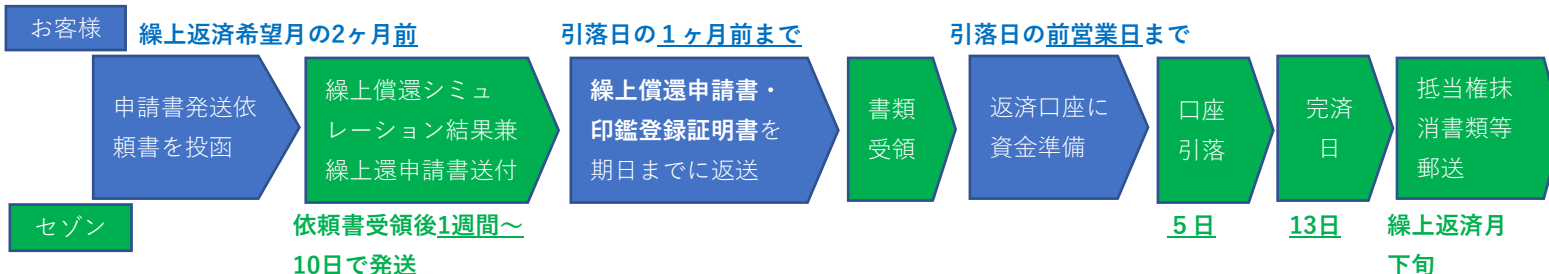 お客様
繰上返済希望月の2ヶ月前
引落日の１ヶ月前まで
引落日の前営業日まで
申請書発送依
頼書を投函
繰上償還シミュ
レーション結果兼
繰上還申請書送付
繰上償還申請書・
印鑑登録証明書を
期日までに返送
書類
受領
返済口座に
資金準備
口座
引落
完済
日
抵当権抹
消書類等
郵送
セゾン
依頼書受領後1週間～
10日で発送
５日
13日
繰上返済月
下旬